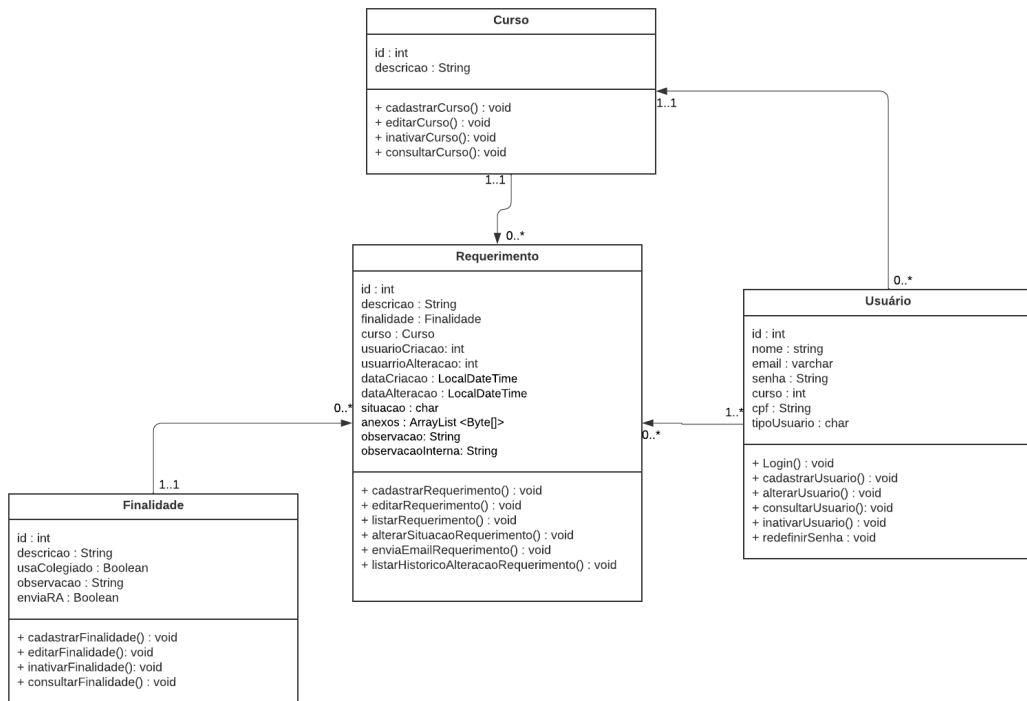 Curso
id : int
descricao : String
+ cadastrarCurso() : void
+ editarCurso() : void
+ inativarCurso(): void
+ consultarCurso(): void
1..1
1..1
0..*
Requerimento
id : int
descricao : String
finalidade : Finalidade
curso : Curso
usuarioCriacao: int
usuarrioAlteracao: int
dataCriacao : LocalDateTime
dataAlteracao : LocalDateTime
situacao : char
anexos : ArrayList <Byte[]>
observacao: String
observacaoInterna: String
+ cadastrarRequerimento() : void
+ editarRequerimento() : void
+ listarRequerimento() : void
+ alterarSituacaoRequerimento() : void
+ enviaEmailRequerimento() : void
+ listarHistoricoAlteracaoRequerimento() : void
0..*
Usuário
id : int
nome : string
email : varchar
senha : String
curso : int
cpf : String
tipoUsuario : char
+ Login() : void
+ cadastrarUsuario() : void
+ alterarUsuario() : void
+ consultarUsuario(): void
+ inativarUsuario() : void
+ redefinirSenha : void
1..*
0..*
0..*
1..1
Finalidade
id : int
descricao : String
usaColegiado : Boolean
observacao : String
enviaRA : Boolean
+ cadastrarFinalidade() : void
+ editarFinalidade(): void
+ inativarFinalidade(): void
+ consultarFinalidade() : void